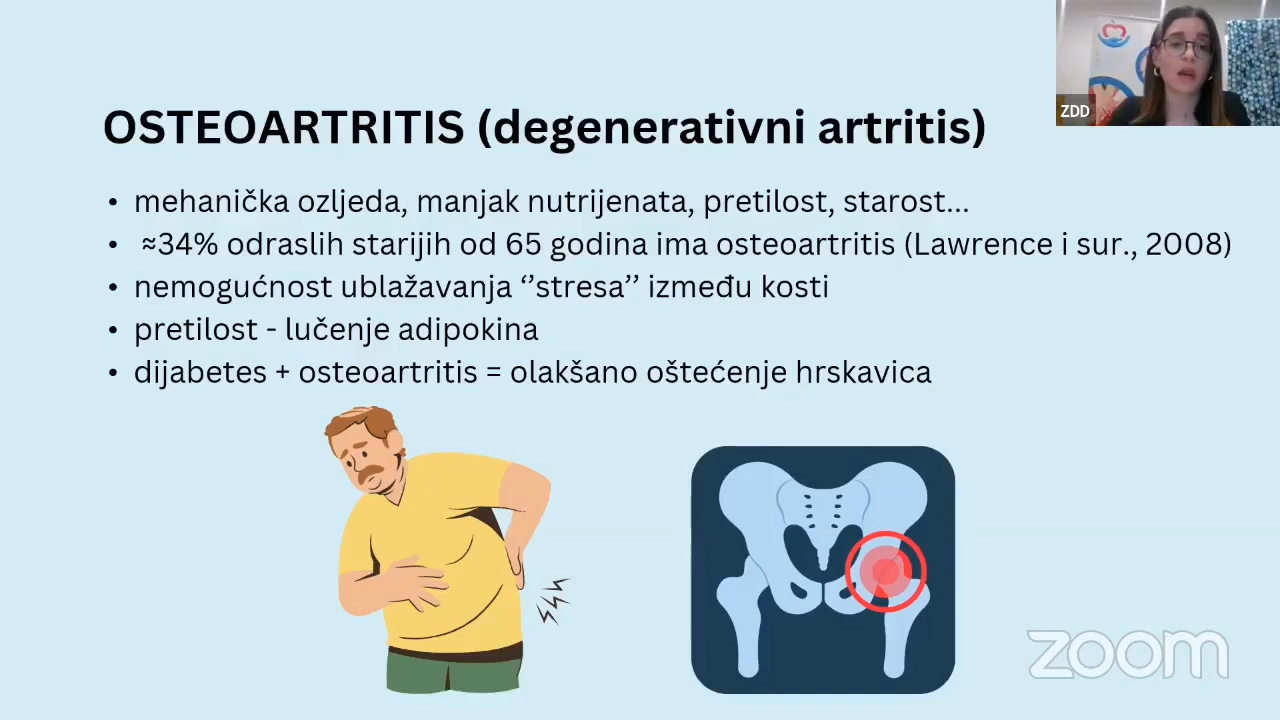 ZDD
OSTEOARTRITIS (degenerativni artritis)
• mehanička ozljeda, manjak nutrijenata, pretilost, starost...
• ≈34% odraslih starijih od 65 godina ima osteoartritis (Lawrence i sur., 2008)
• nemogućnost ublažavanja ‘’stresa’’ između kosti
• pretilost - lučenje adipokina
• dijabetes + osteoartritis = olakšano oštećenje hrskavica
zoom